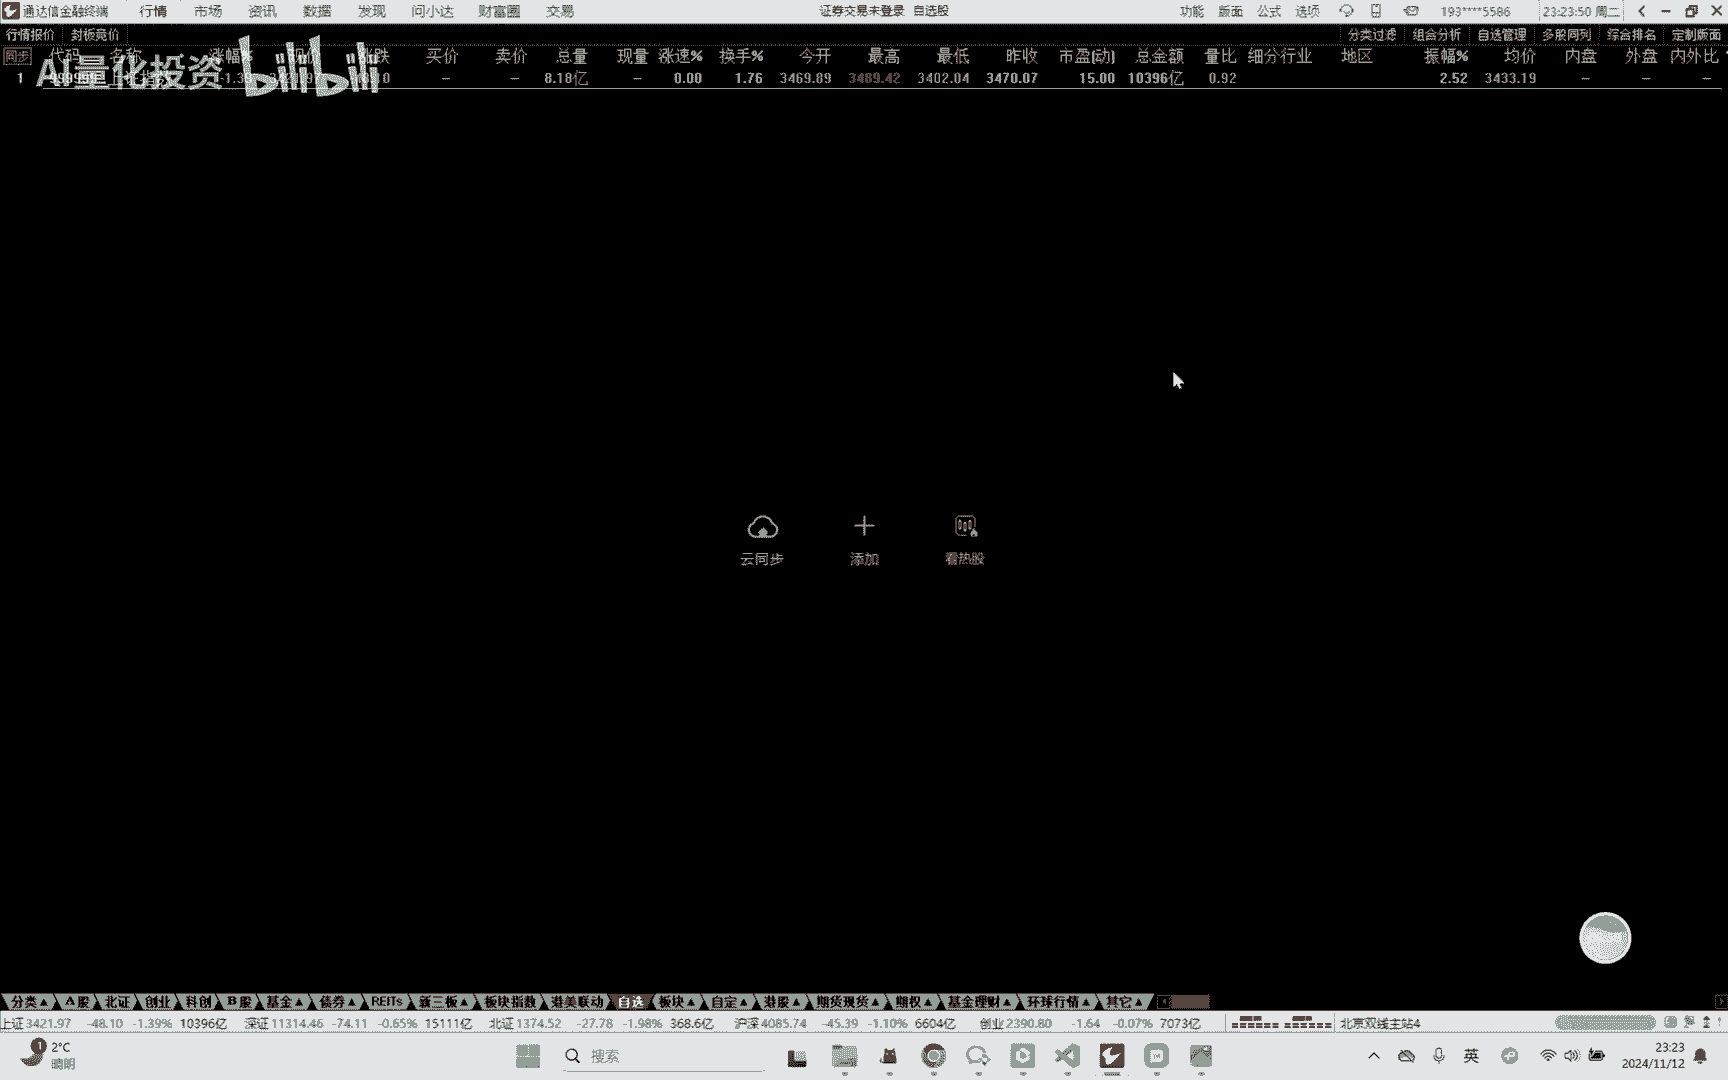 通达信金融终端 行情 市场 资讯 数据 发现 问小达 财富圈 交易 证券交易未登录 自选股 功能 版面 公式 选项 193****5586 23:23:50 周二
行情报价 封板竞价 分类过滤 组合分析 自选管理 多股同列 综合排名 定制版面
同步 代码 名称 涨幅% 现价 涨跌 买价 卖价 总量 现量 涨速% 换手% 今开 最高 最低 昨收 市盈(动) 总金额 量比 细分行业 地区 振幅% 均价 内盘 外盘 内外比
1 999999 – – 8.18亿 – 0.00 1.76 3469.89 3489.42 3402.04 3470.07 15.00 10396亿 0.92 2.52 3433.19 – – –
AI量化投资 bilibili
云同步 添加 看热股
分类▲ A股 北证 创业 科创 B股 基金▲ 债券▲ REITs 新三板▲ 板块指数 港美联动 自选 板块▲ 自定▲ 港股▲ 期货现货▲ 期权▲ 基金理财▲ 环球行情▲ 其它▲
上证3421.97 -48.10 -1.39% 10396亿 深证11314.46 -74.11 -0.65% 15111亿 北证1374.52 -27.78 -1.98% 368.6亿 沪深4085.74 -45.39 -1.10% 6604亿 创业2390.80 -1.64 -0.07% 7073亿 北京双线主站4
1 2°C
晴朗
搜索
英
23:23
2024/11/12